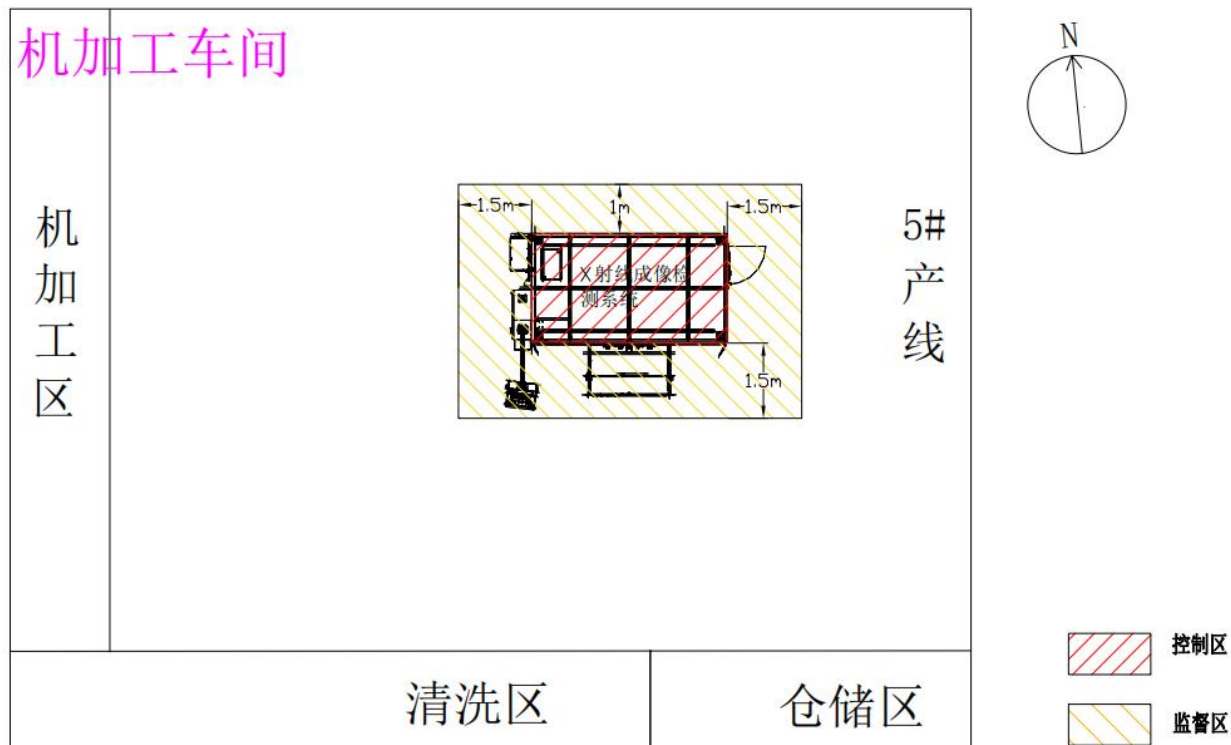 机加工车间
N
机加工区
1.5m
1m
1.5m
5#产线
X射线成像检
测系统
1.5m
控制区
清洗区
仓储区
监督区